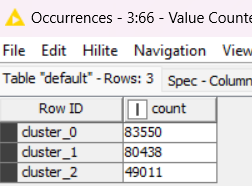 Occurrences - 3:66 - Value Counte
File Edit Hilite Navigation View
Table "default" - Rows: 3 Spec - Column
Row ID I count
cluster_0 83550
cluster_1 80438
cluster_2 49011